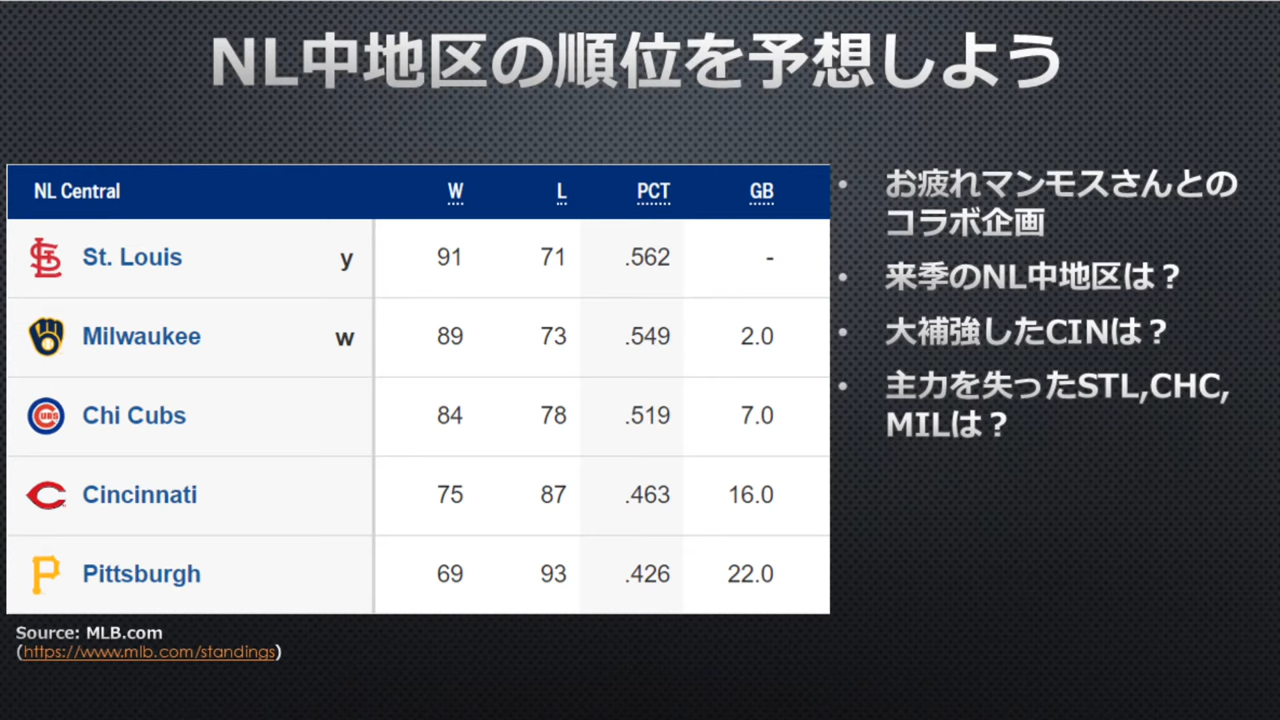 NL中地区の順位を予想しよう
NL Central W L PCT GB
St. Louis y 91 71 .562 -
Milwaukee w 89 73 .549 2.0
Chi Cubs 84 78 .519 7.0
Cincinnati 75 87 .463 16.0
Pittsburgh 69 93 .426 22.0
Source: MLB.com
(https://www.mlb.com/standings)
• お疲れマンモスさんとの
コラボ企画
• 来季のNL中地区は？
• 大補強したCINは？
• 主力を失ったSTL,CHC,
MILは？